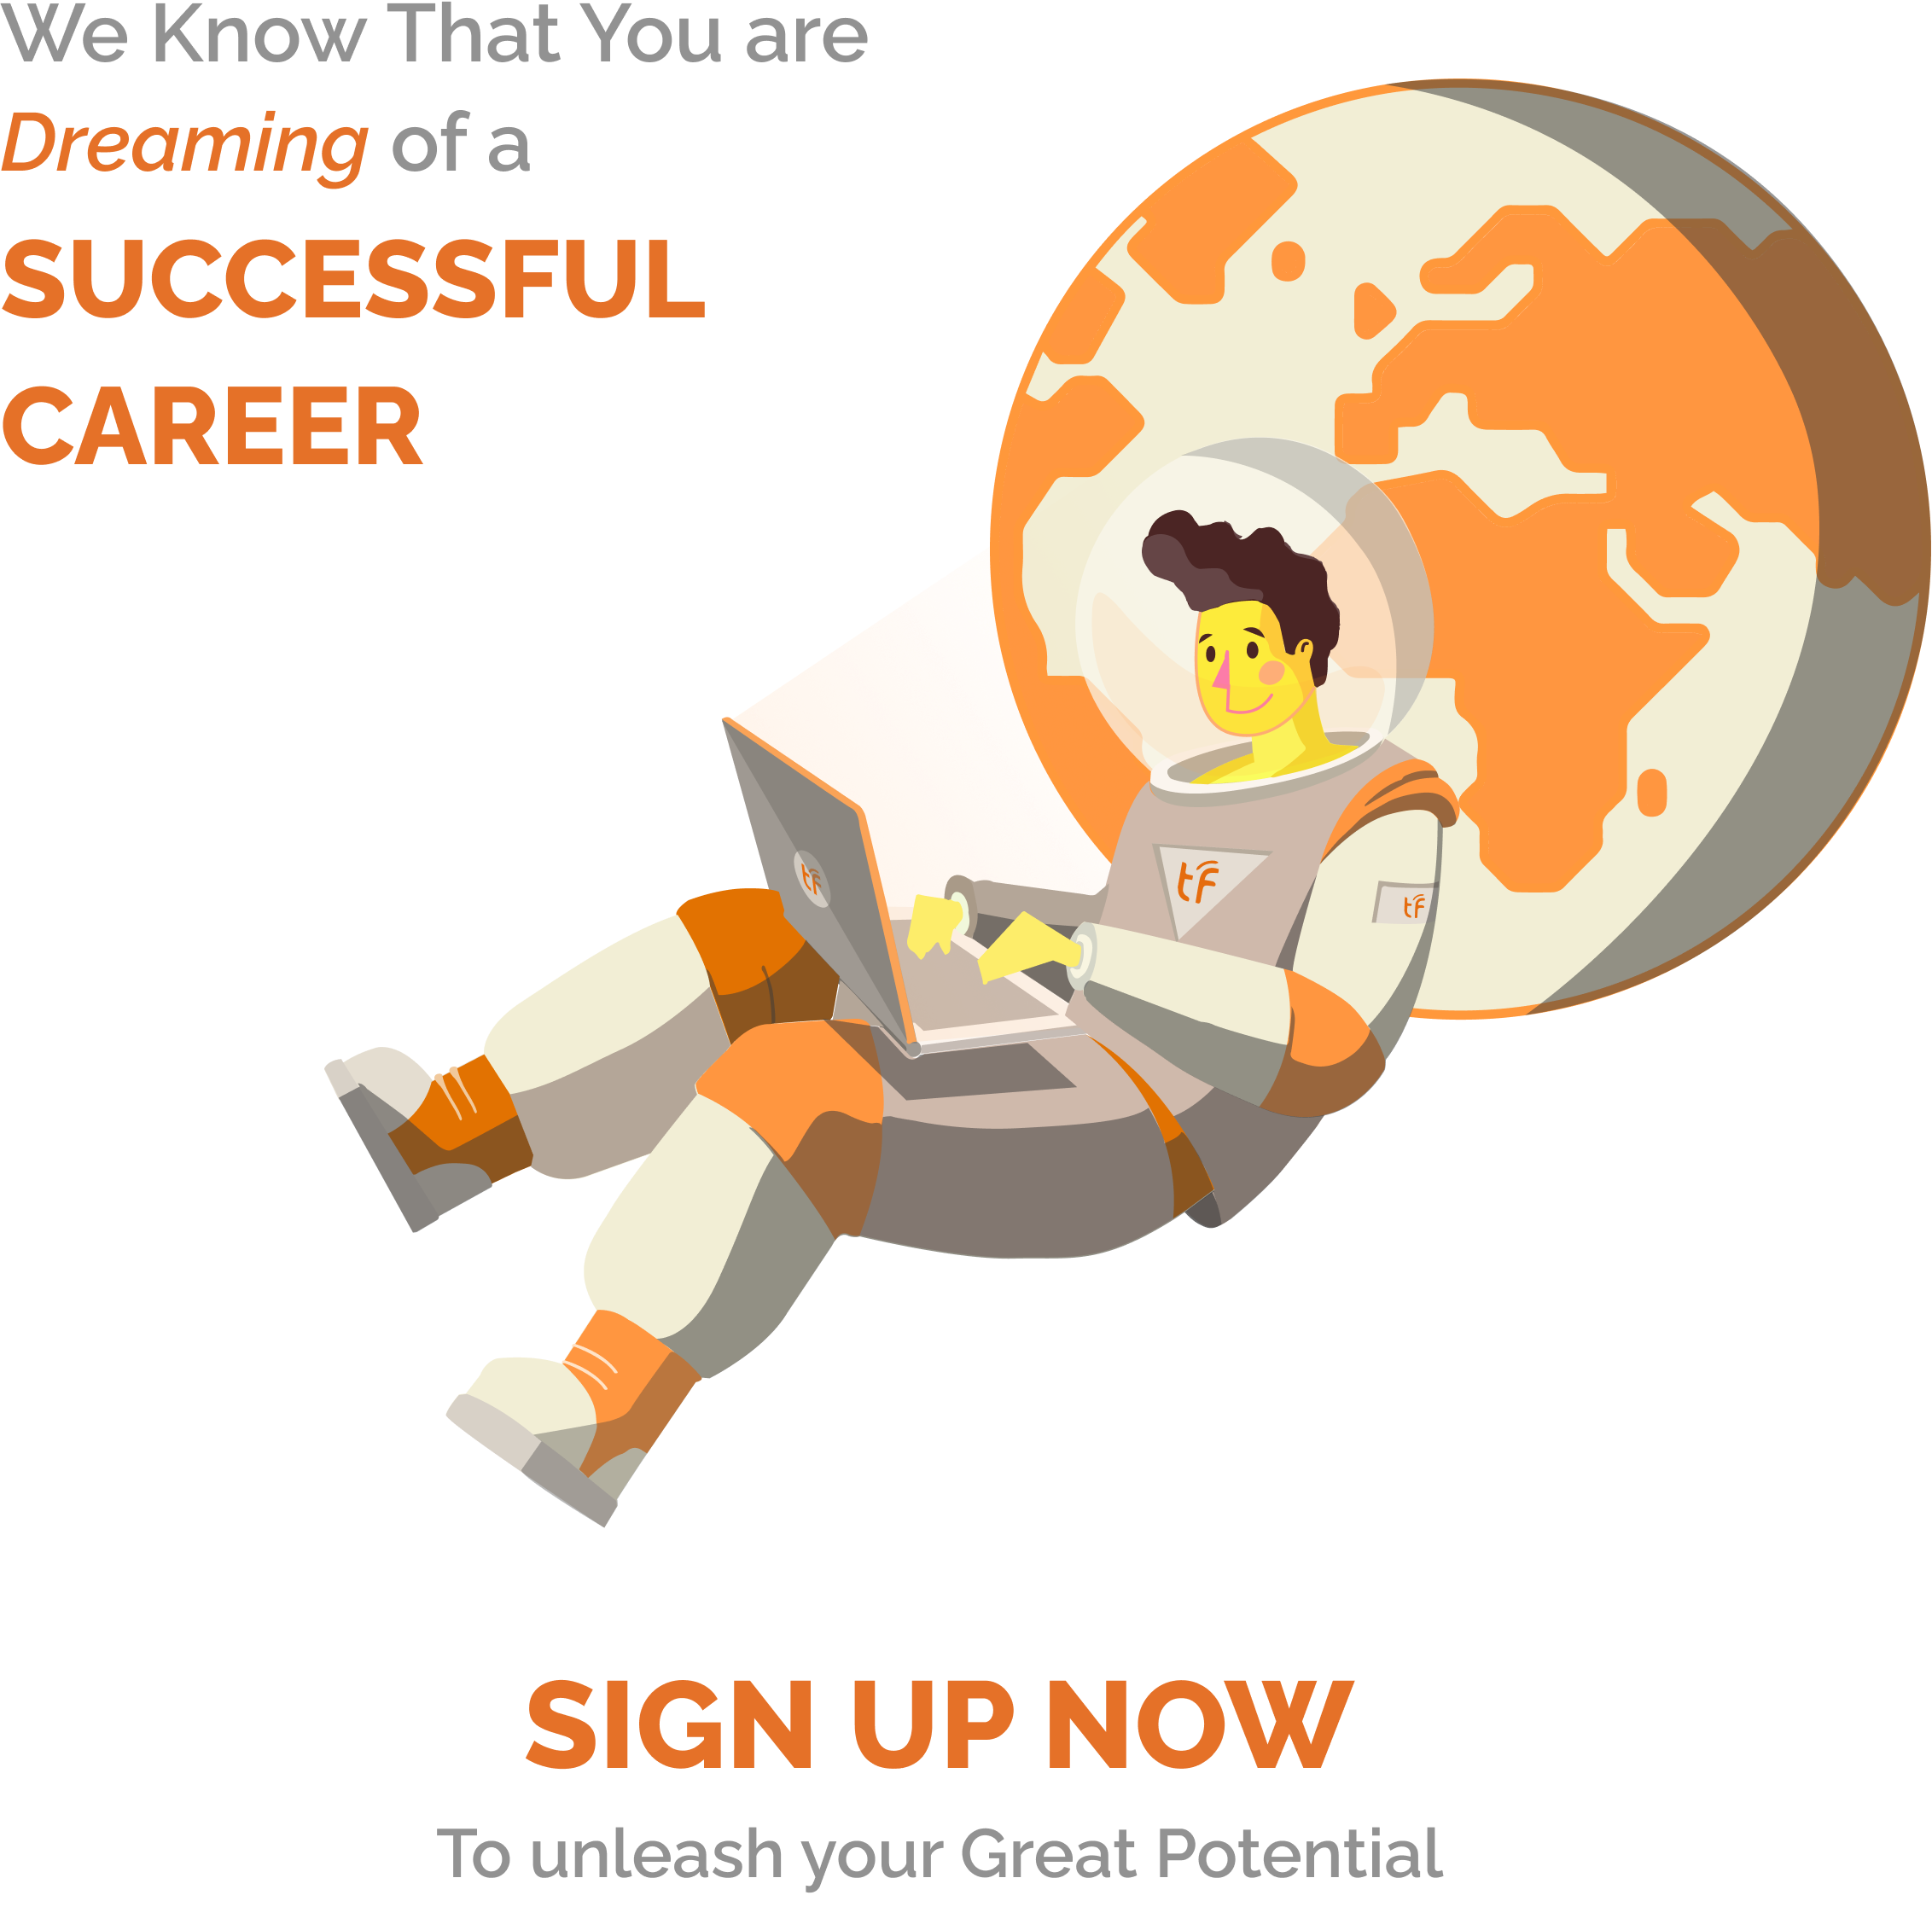 We Know That You are
Dreaming of a
SUCCESSFUL
CAREER
SIGN UP NOW
To unleash your Great Potential